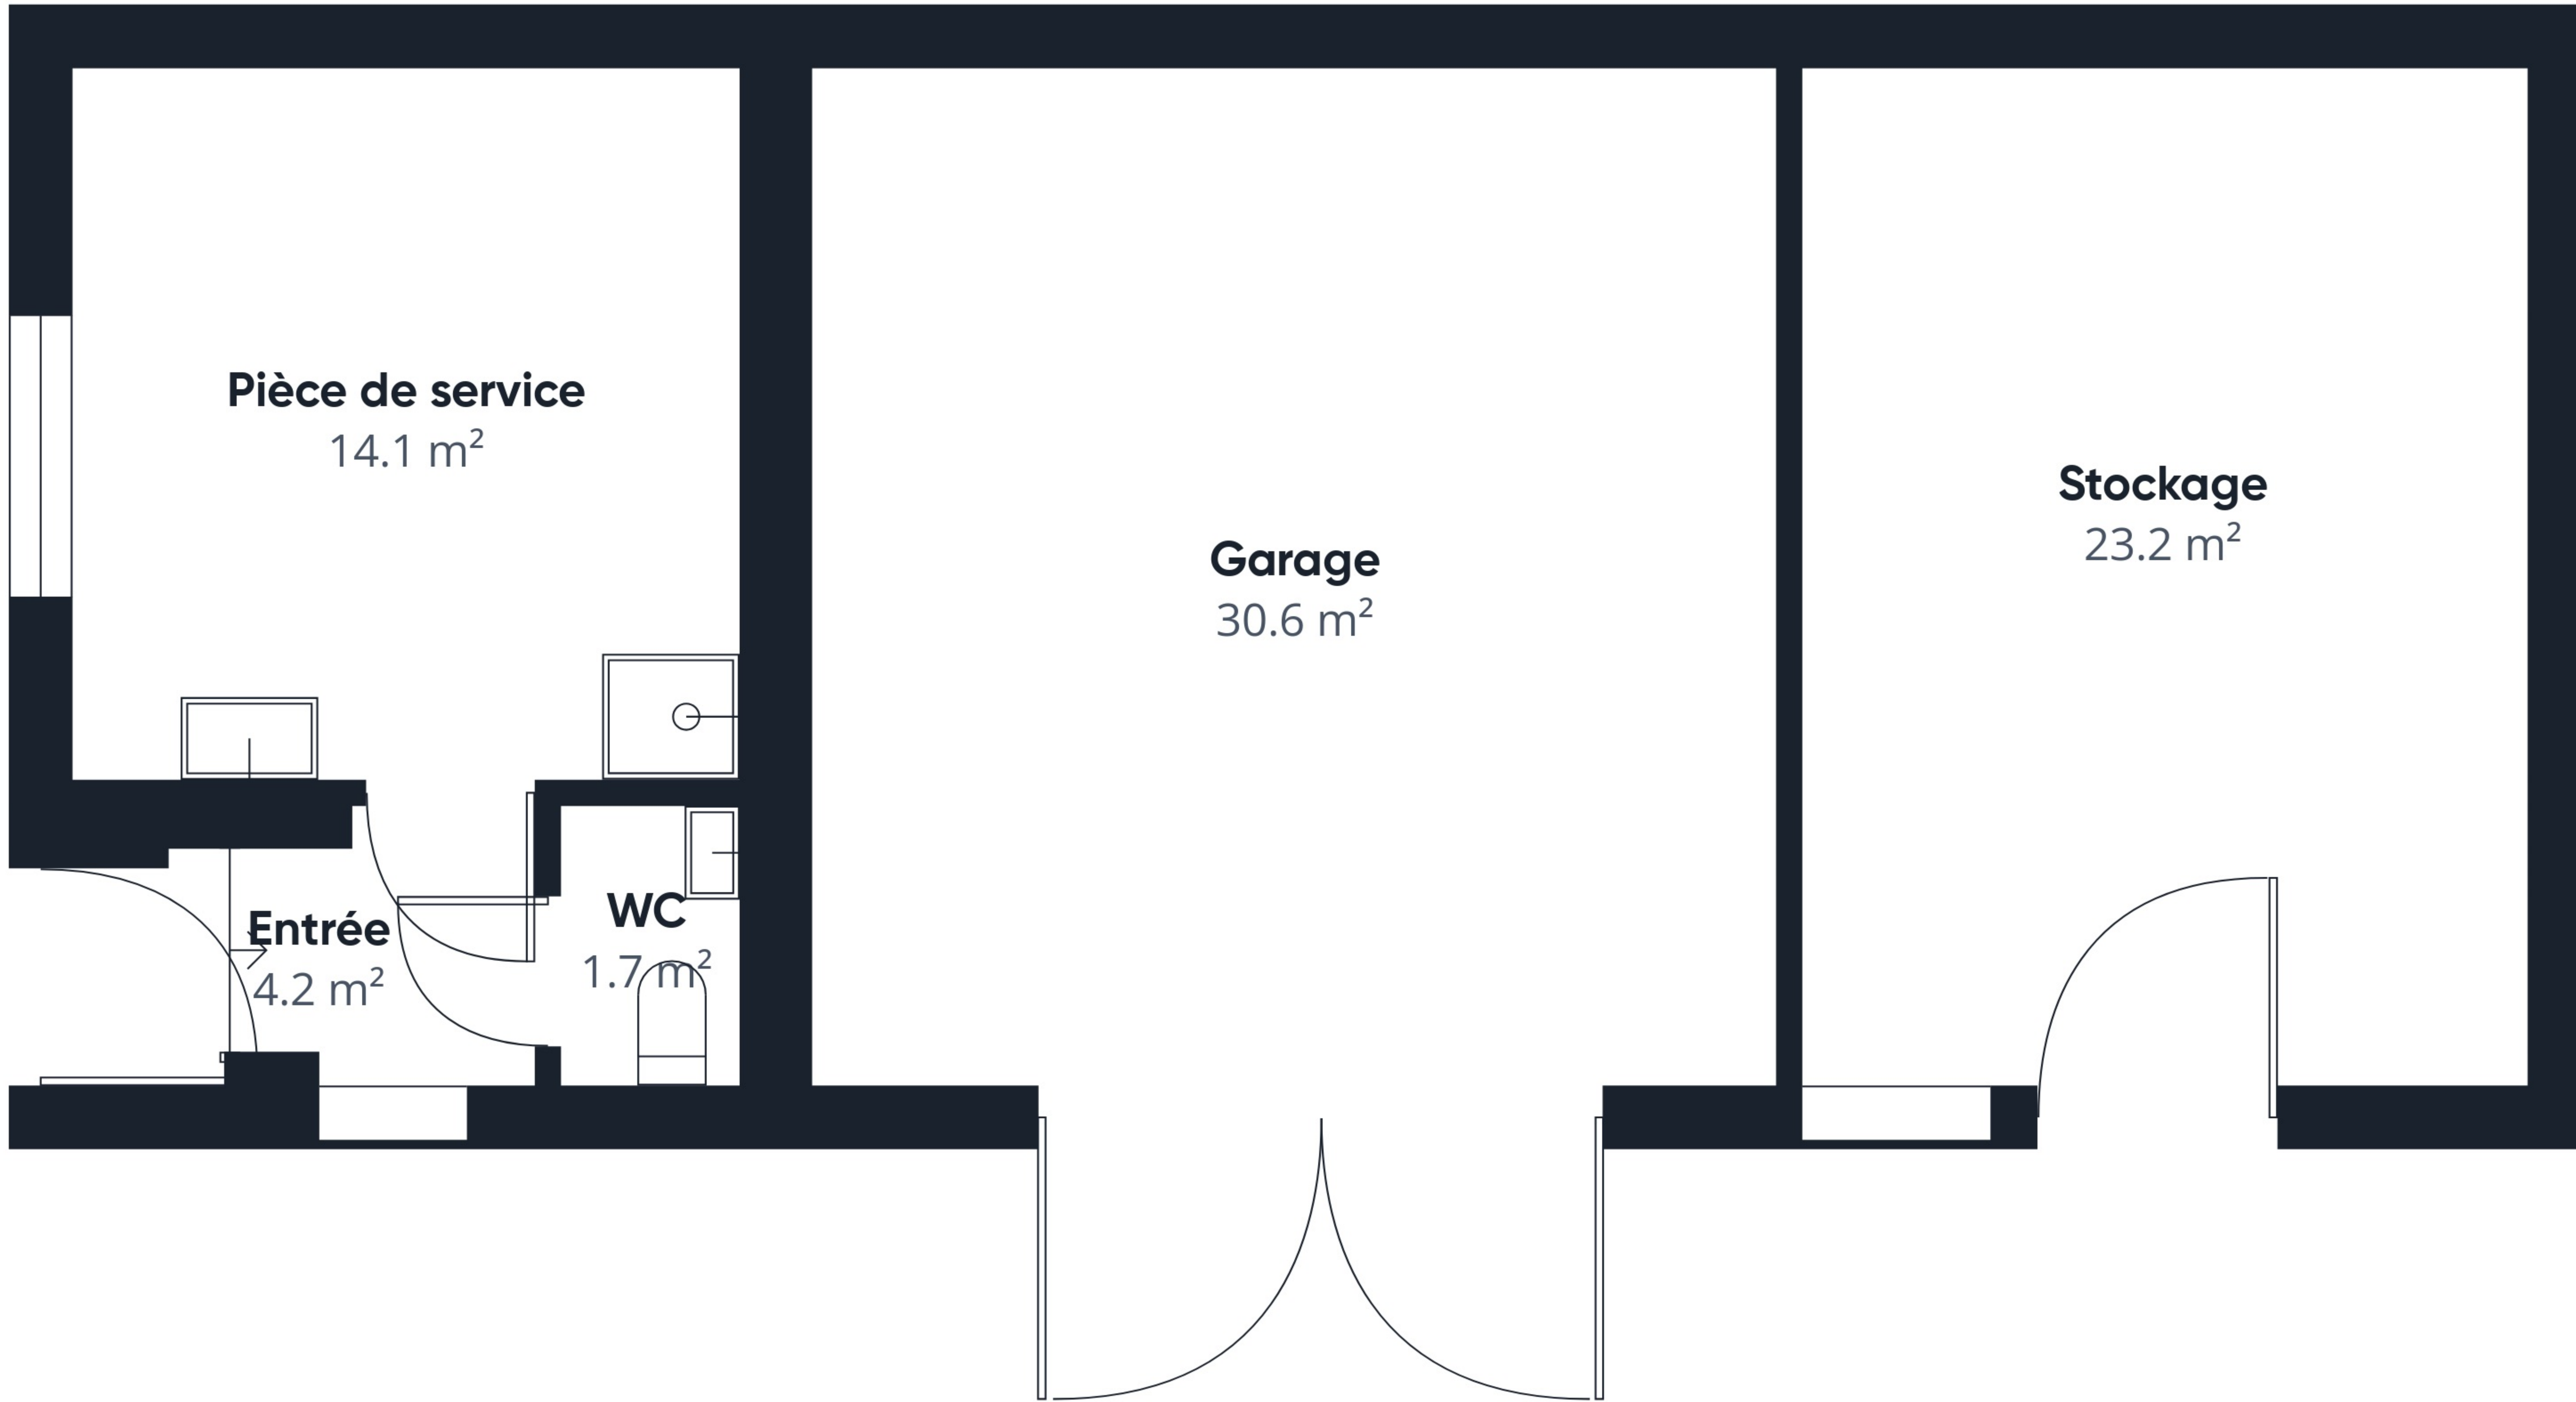 Pièce de service
14.1 m²
Garage
30.6 m²
Stockage
23.2 m²
Entrée
4.2 m²
WC
1.7 m²